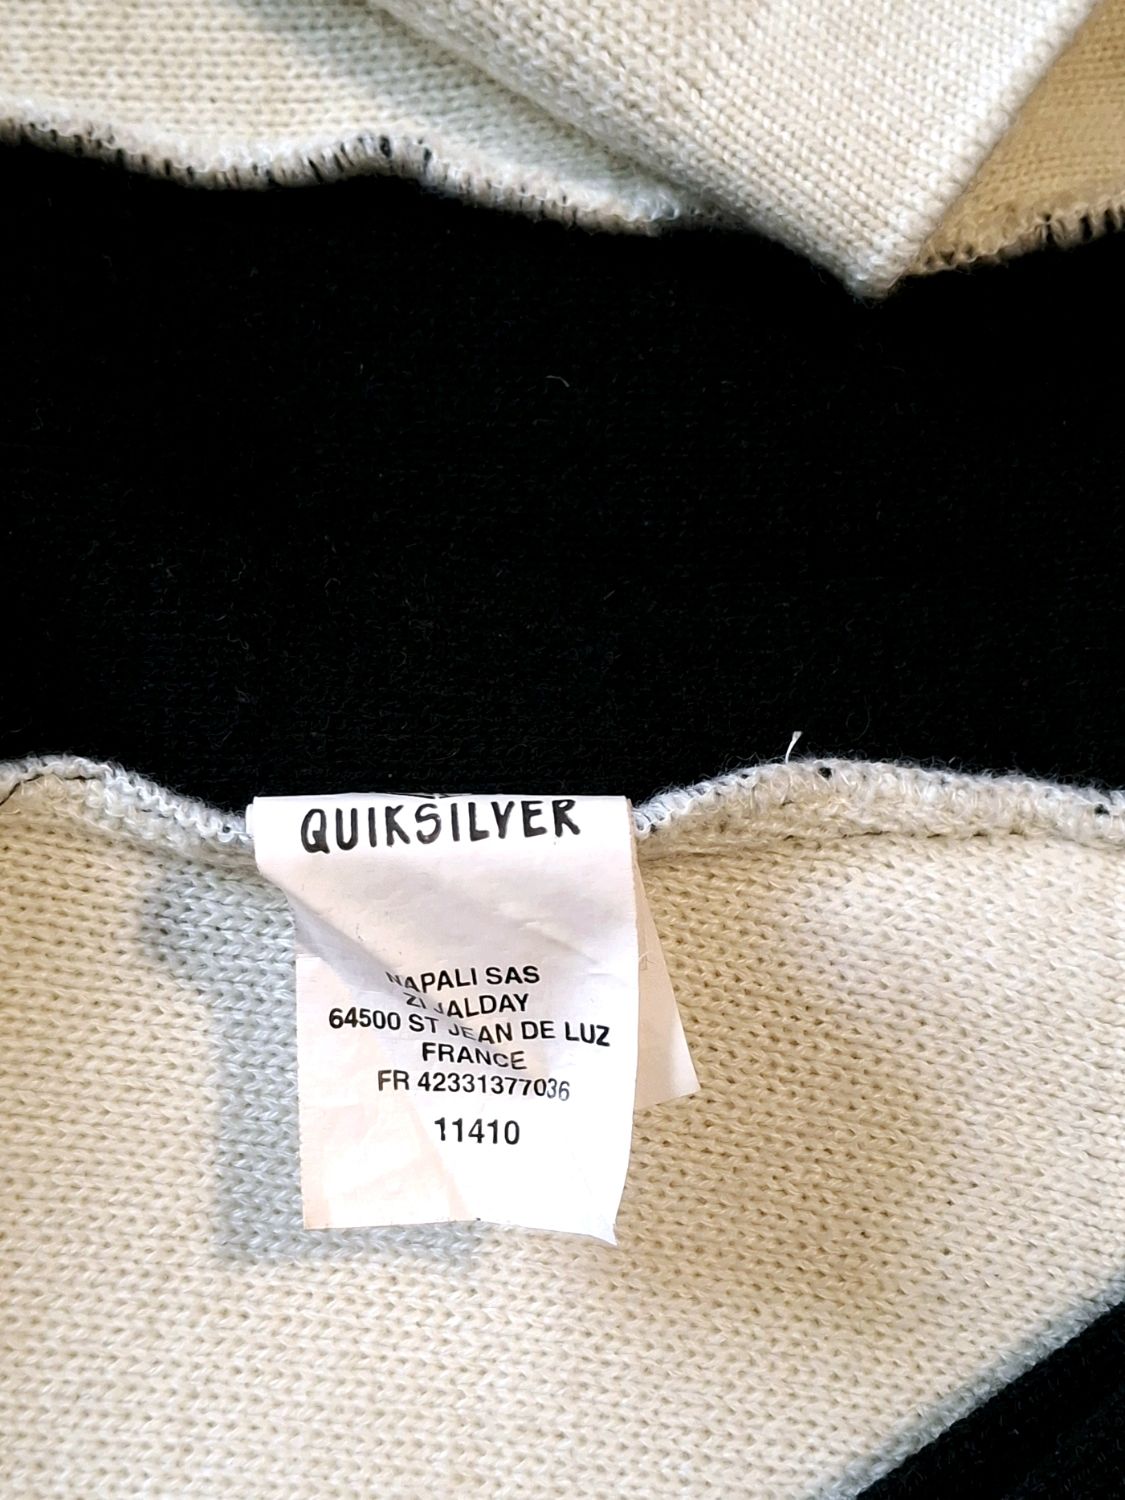 QUIKSILVER
NAPALI SAS
ZI JALDAY
64500 ST JEAN DE LUZ
FRANCE
FR 42331377036
11410